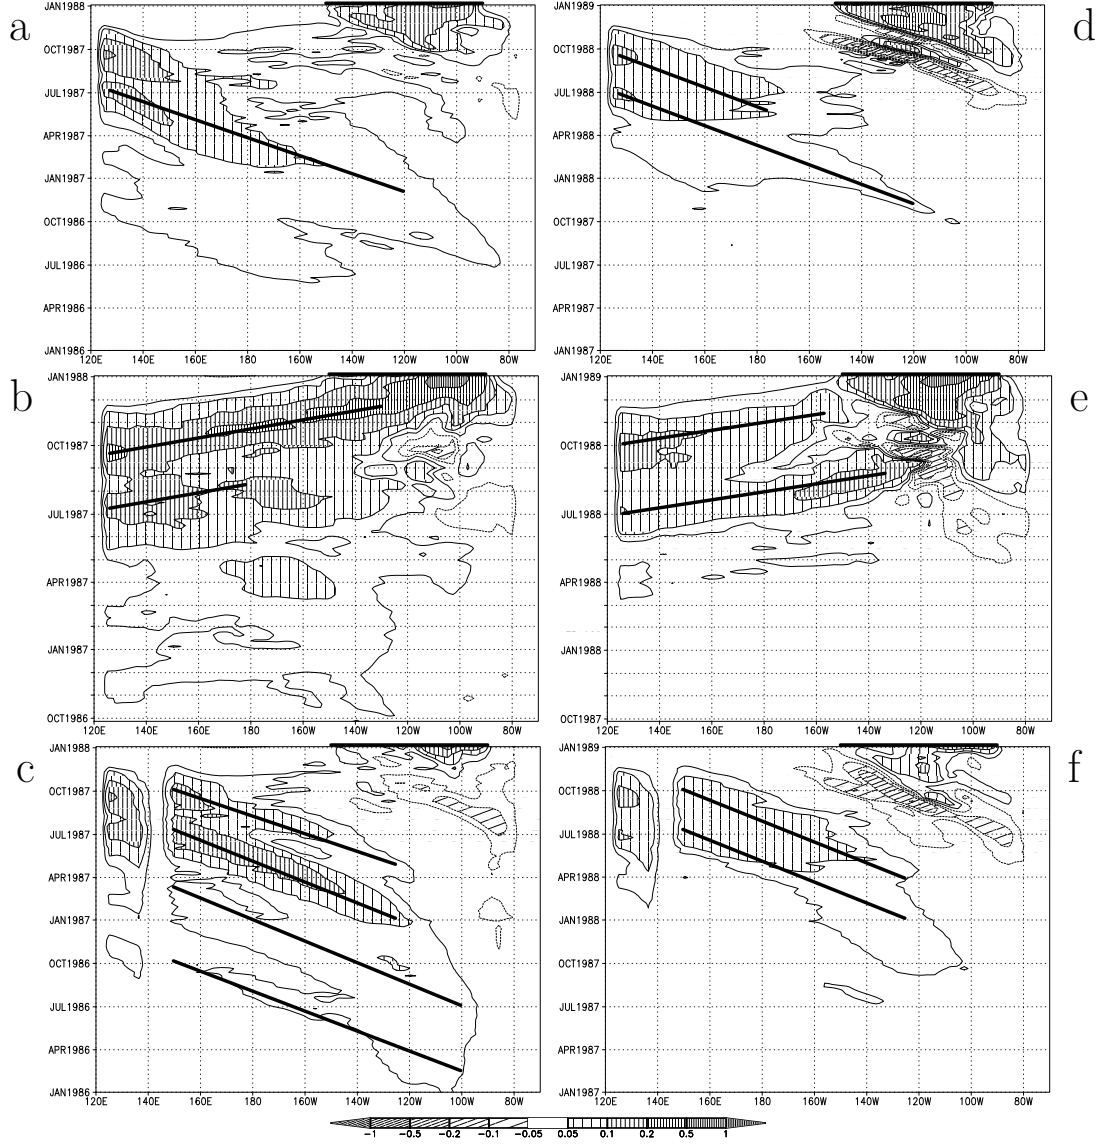 a
JAN1988
OCT1987
JUL1987
APR1987
JAN1987
OCT1986
JUL1986
APR1986
JAN1986
120E 140E 160E 180 160W 140W 120W 100W 80W
d
JAN1989
OCT1988
JUL1988
APR1988
JAN1988
OCT1987
JUL1987
APR1987
JAN1987
120E 140E 160E 180 160W 140W 120W 100W 80W
b
JAN1988
OCT1987
JUL1987
APR1987
JAN1987
OCT1986
120E 140E 160E 180 160W 140W 120W 100W 80W
e
JAN1989
OCT1988
JUL1988
APR1988
JAN1988
OCT1987
120E 140E 160E 180 160W 140W 120W 100W 80W
c
JAN1988
OCT1987
JUL1987
APR1987
JAN1987
OCT1986
JUL1986
APR1986
JAN1986
120E 140E 160E 180 160W 140W 120W 100W 80W
f
JAN1989
OCT1988
JUL1988
APR1988
JAN1988
OCT1987
JUL1987
APR1987
JAN1987
120E 140E 160E 180 160W 140W 120W 100W 80W
-1 -0.5 -0.2 -0.1 -0.05 0.05 0.1 0.2 0.5 1